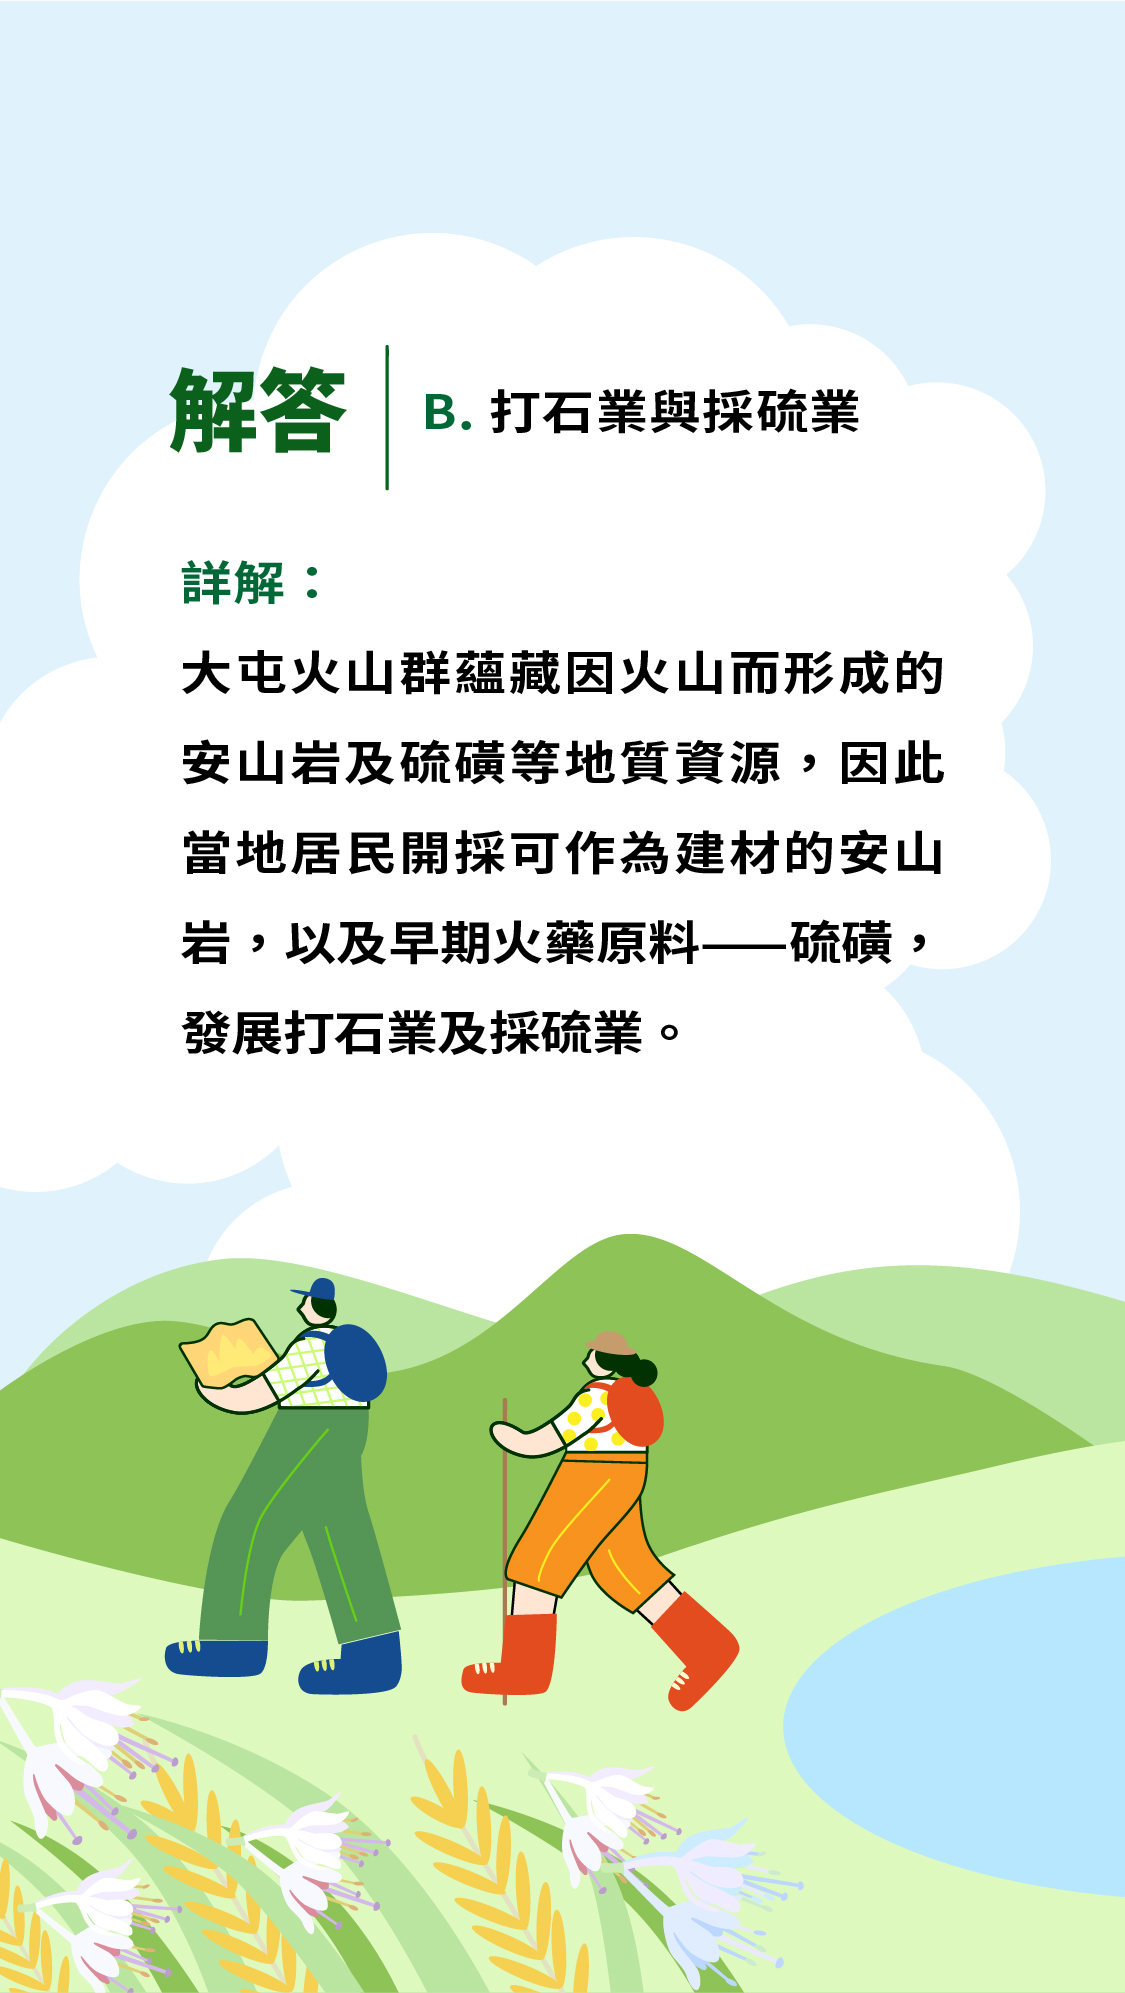 解答
B. 打石業與採硫業
詳解：
大屯火山群蘊藏因火山而形成的
安山岩及硫磺等地質資源，因此
當地居民開採可作為建材的安山
岩，以及早期火藥原料——硫磺，
發展打石業及採硫業。